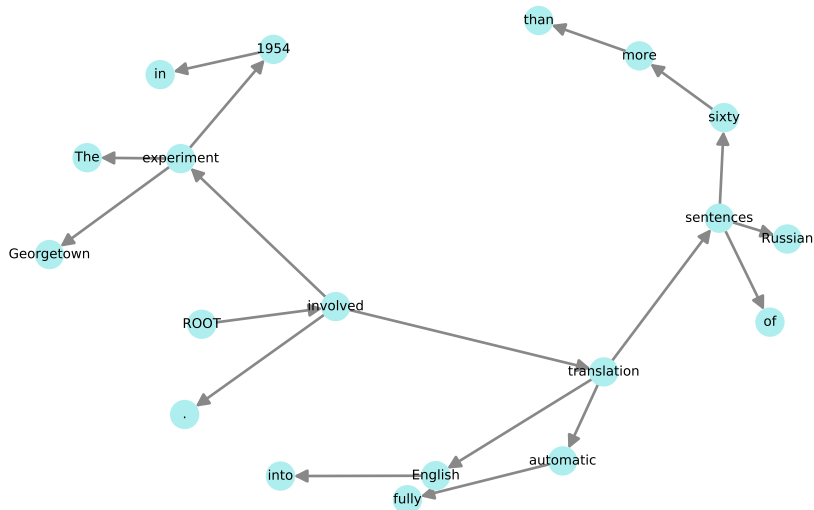 than
1954
more
in
sixty
The
experiment
sentences
Russian
Georgetown
involved
ROOT
of
translation
.
automatic
into
English
fully